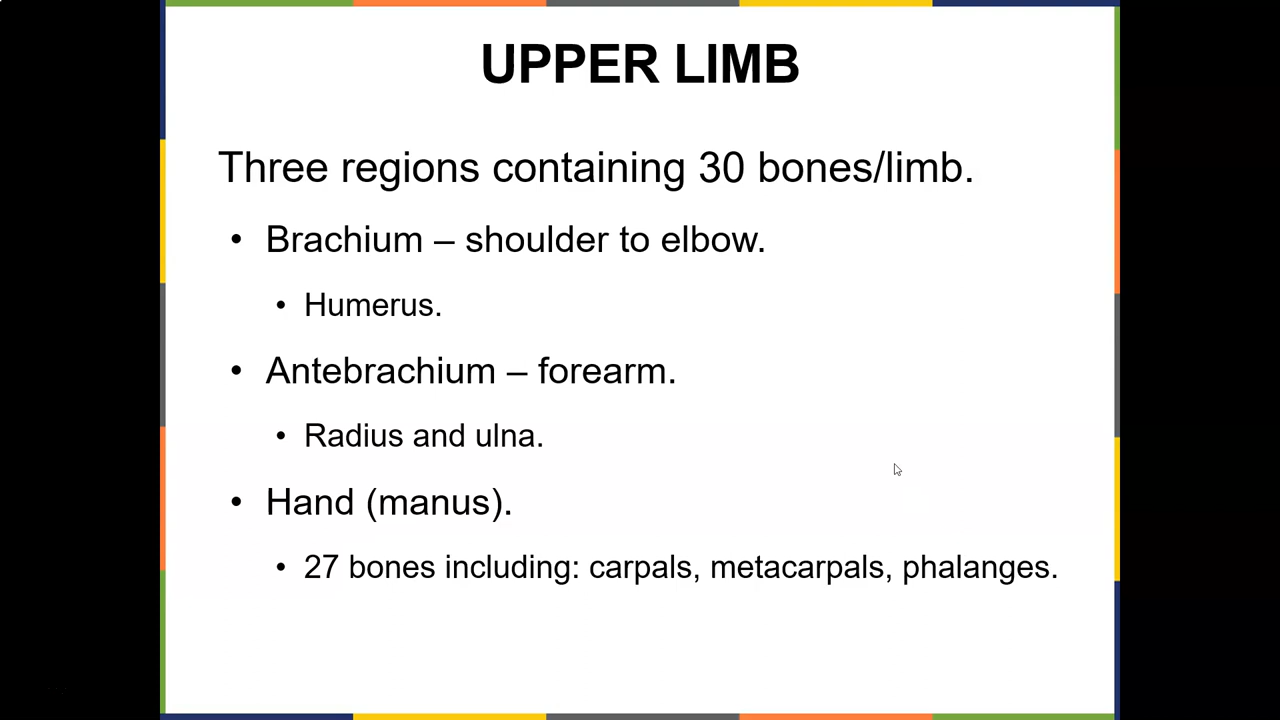 UPPER LIMB
Three regions containing 30 bones/limb.
• Brachium – shoulder to elbow.
• Humerus.
• Antebrachium – forearm.
• Radius and ulna.
• Hand (manus).
• 27 bones including: carpals, metacarpals, phalanges.